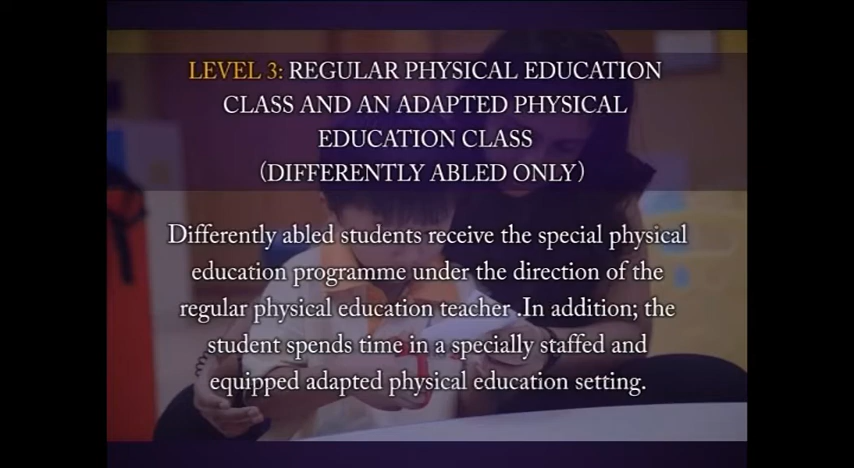 LEVEL 3: REGULAR PHYSICAL EDUCATION
CLASS AND AN ADAPTED PHYSICAL
EDUCATION CLASS
(DIFFERENTLY ABLED ONLY)
Differently abled students receive the special physical
education programme under the direction of the
regular physical education teacher .In addition; the
student spends time in a specially staffed and
equipped adapted physical education setting.